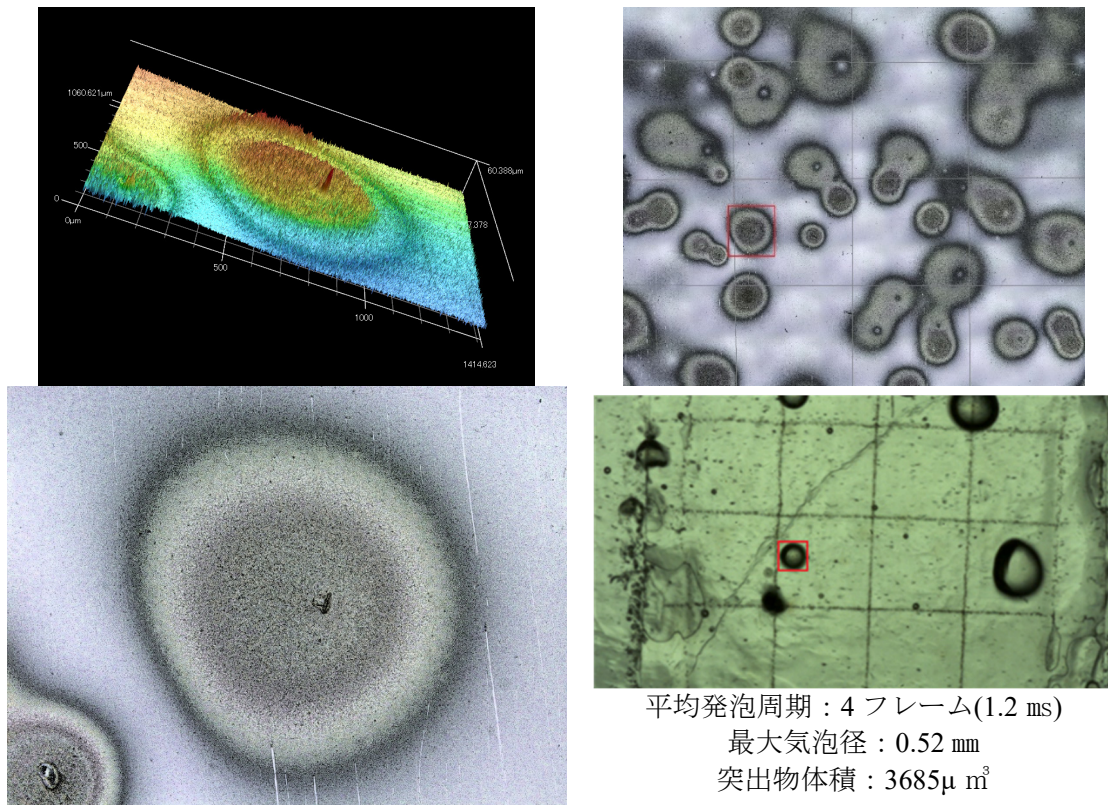 1060.621μm
500
0
0μm
500
1000
1414.623
60.388μm
7.378
平均発泡周期：4 フレーム(1.2 ㎳)
最大気泡径：0.52 ㎜
突出物体積：3685μ ㎥